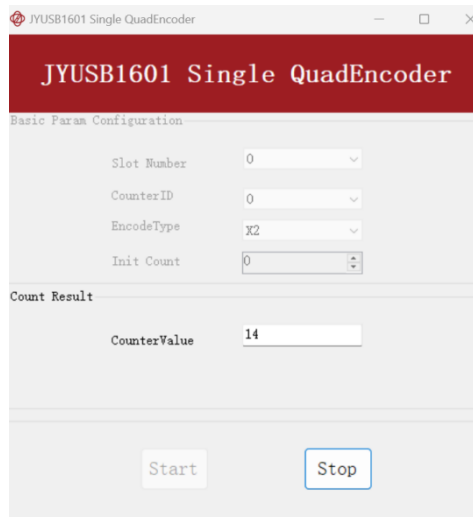 JYUSB1601 Single QuadEncoder
JYUSB1601 Single QuadEncoder
Basic Param Configuration
Slot Number 0
CounterID 0
EncodeType X2
Init Count 0
Count Result
CounterValue 14
Start Stop